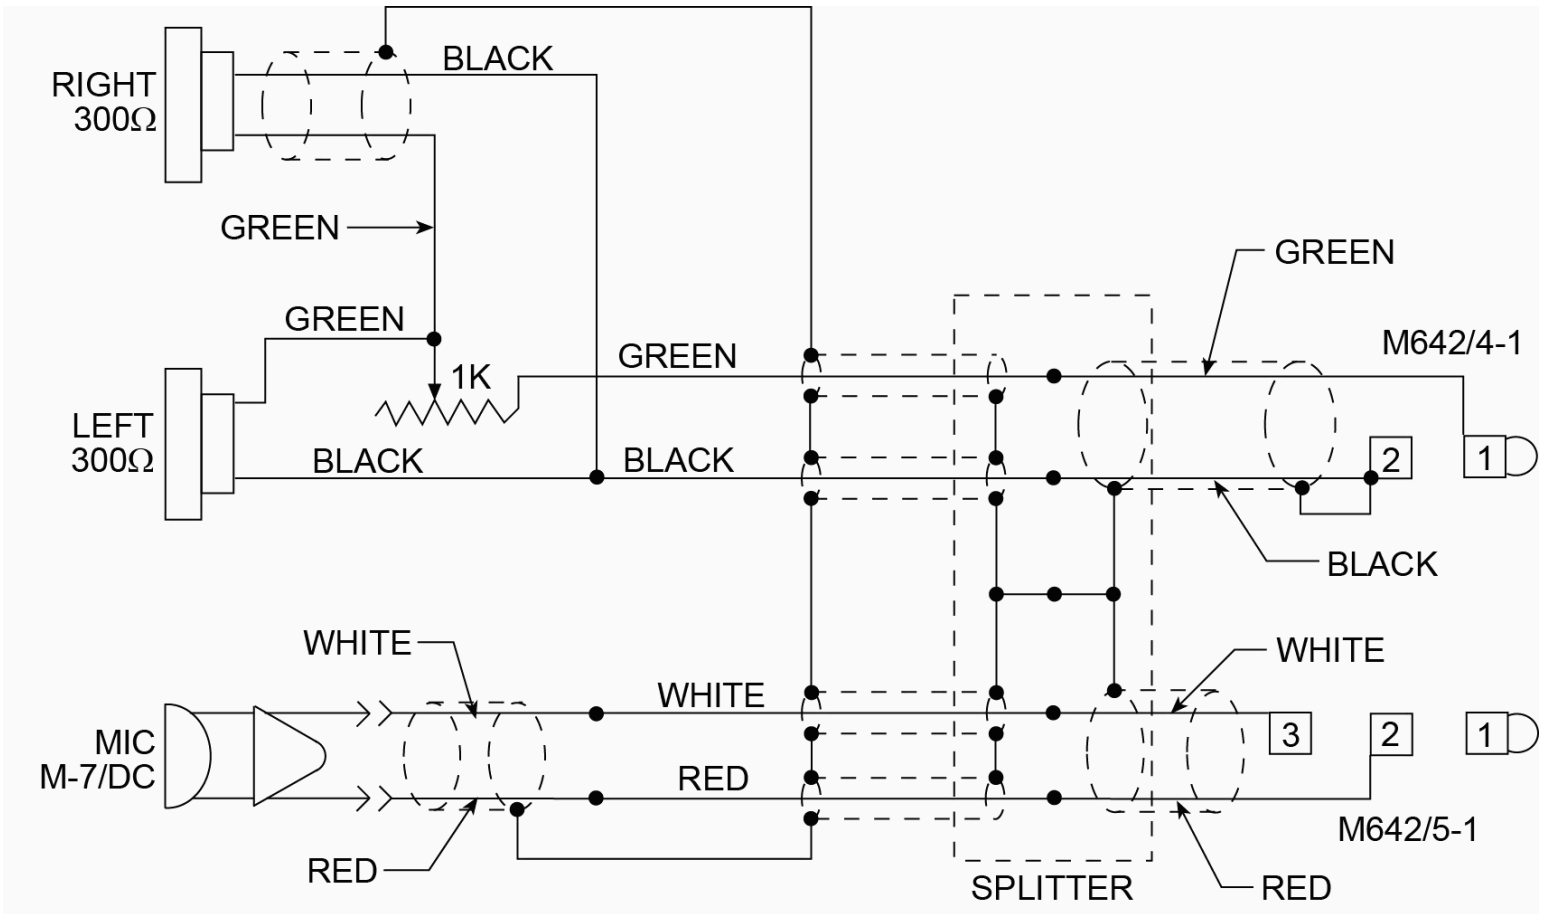 BLACK
RIGHT
300Ω
GREEN
GREEN
GREEN
GREEN
M642/4-1
1K
LEFT
300Ω
BLACK
BLACK
2
1
BLACK
WHITE
WHITE
WHITE
MIC
M-7/DC
3
2
1
RED
M642/5-1
RED
SPLITTER
RED